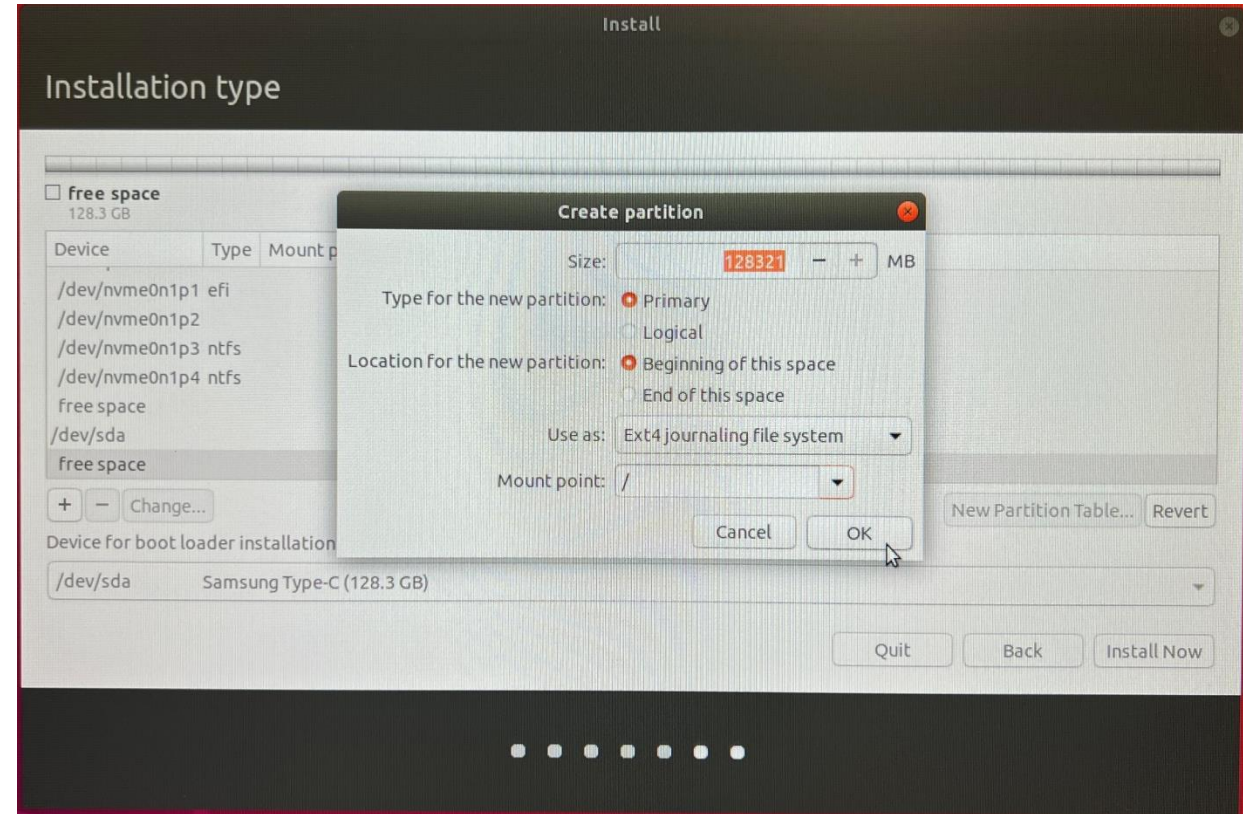 Install
Installation type
free space
128.3 GB
Device Type Mount p
/dev/nvme0n1p1 efi
/dev/nvme0n1p2
/dev/nvme0n1p3 ntfs
/dev/nvme0n1p4 ntfs
free space
/dev/sda
free space
+ − Change...
New Partition Table... Revert
Device for boot loader installation
/dev/sda Samsung Type-C (128.3 GB)
Quit Back Install Now
Create partition
Size: 128321 − + MB
Type for the new partition: Primary
Logical
Location for the new partition: Beginning of this space
End of this space
Use as: Ext4 journaling file system
Mount point: /
Cancel OK